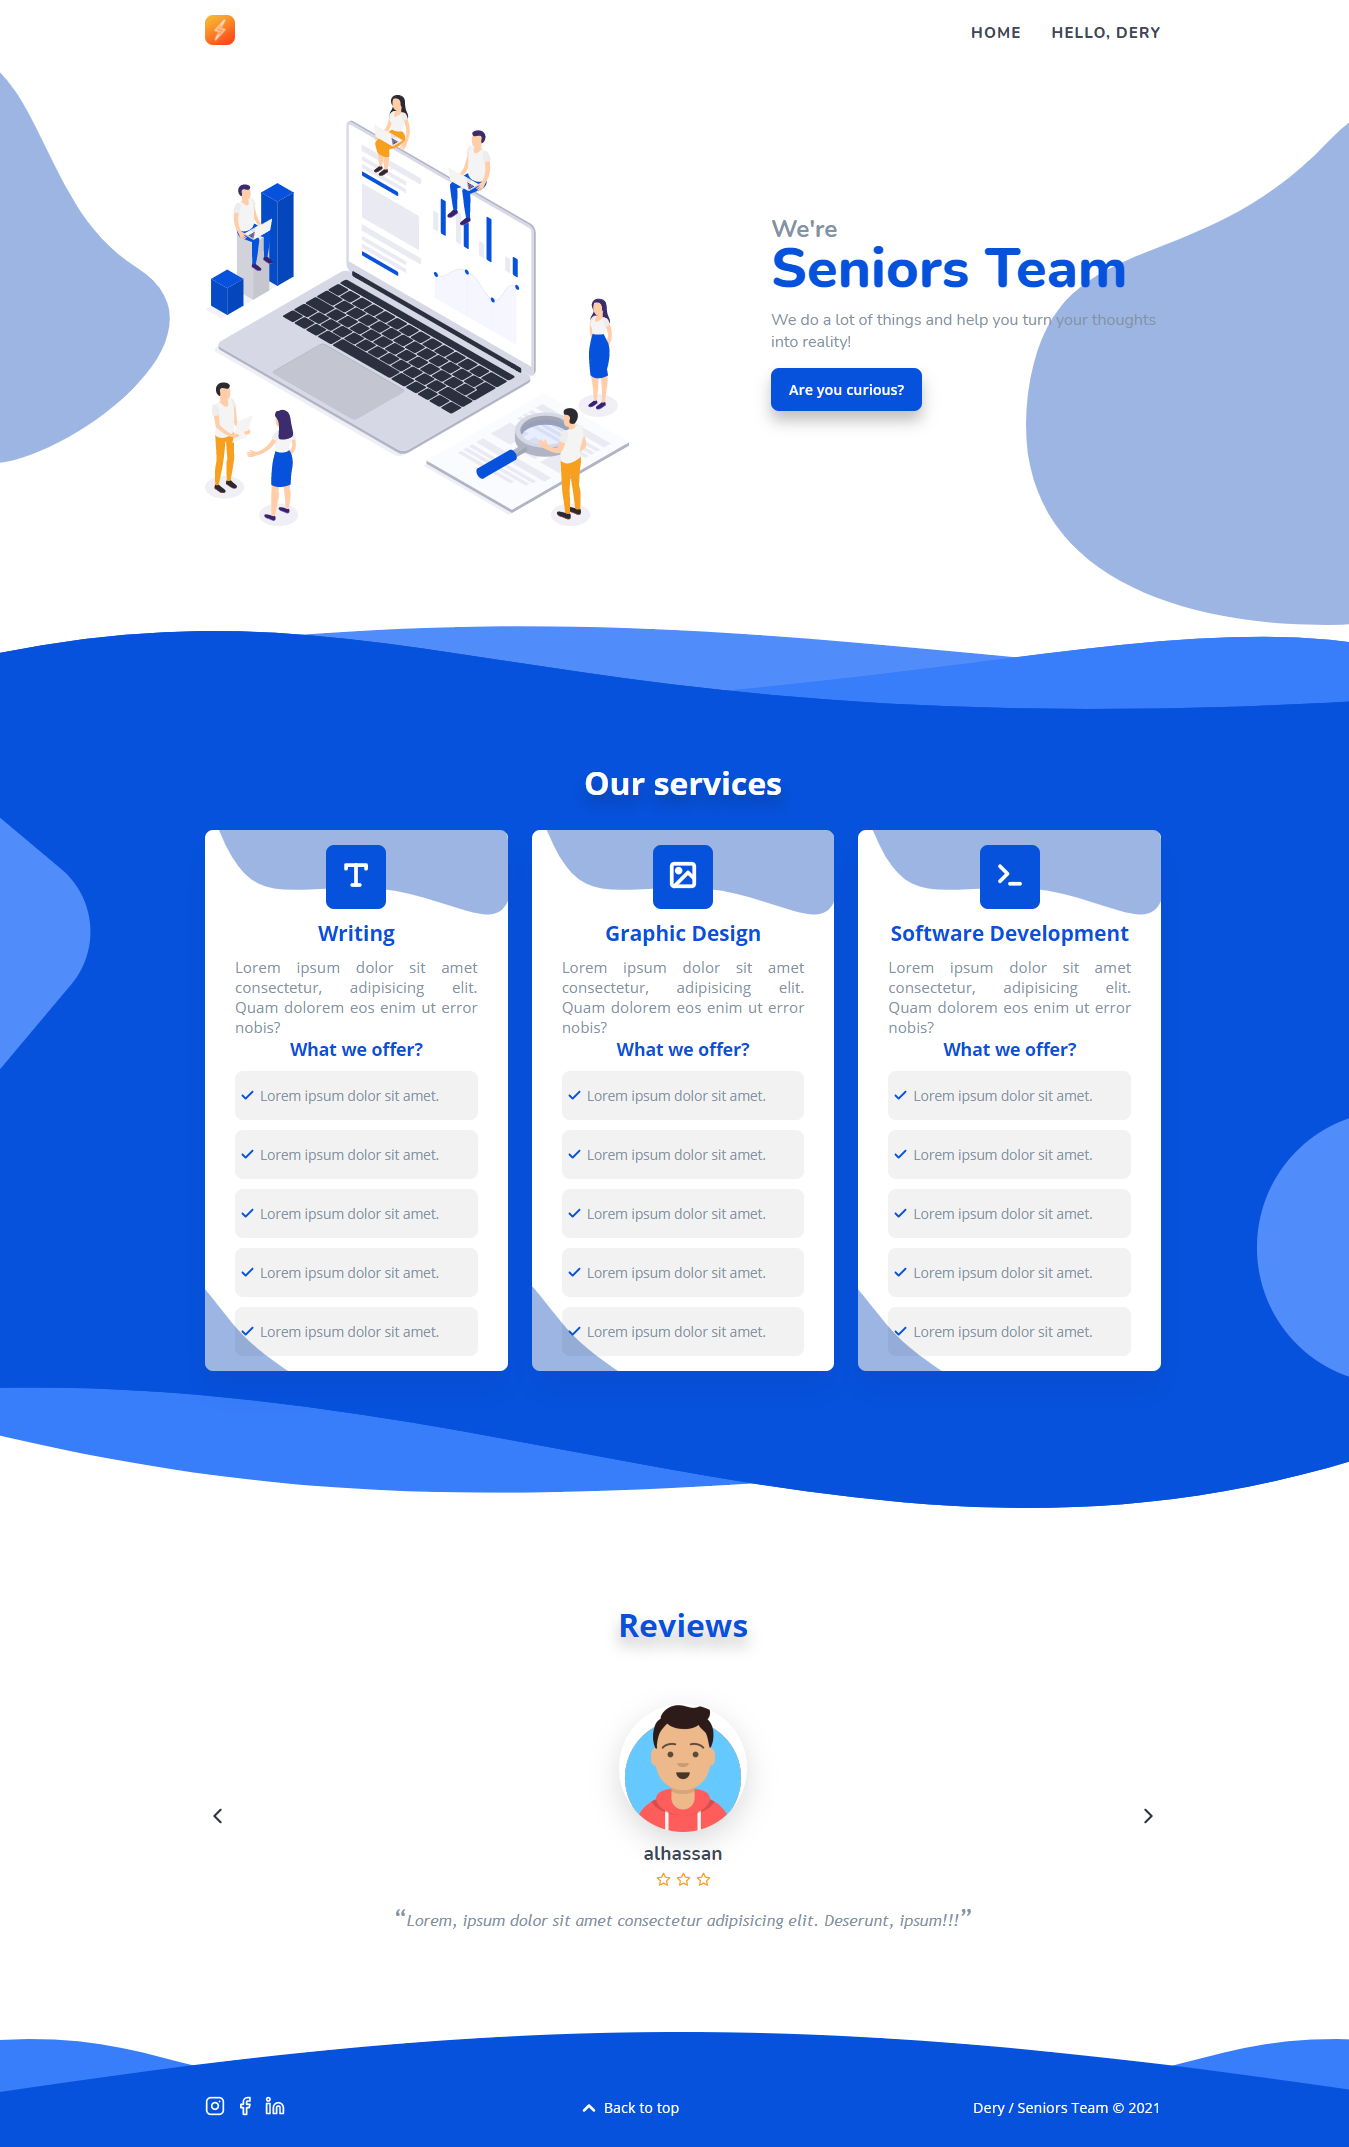 HOME HELLO, DERY
We're
Seniors Team
We do a lot of things and help you turn your thoughts
into reality!
Are you curious?
Our services
Writing
Lorem ipsum dolor sit amet
consectetur, adipisicing elit.
Quam dolorem eos enim ut error
nobis?
What we offer?
Lorem ipsum dolor sit amet.
Lorem ipsum dolor sit amet.
Lorem ipsum dolor sit amet.
Lorem ipsum dolor sit amet.
Lorem ipsum dolor sit amet.
Graphic Design
Lorem ipsum dolor sit amet
consectetur, adipisicing elit.
Quam dolorem eos enim ut error
nobis?
What we offer?
Lorem ipsum dolor sit amet.
Lorem ipsum dolor sit amet.
Lorem ipsum dolor sit amet.
Lorem ipsum dolor sit amet.
Lorem ipsum dolor sit amet.
Software Development
Lorem ipsum dolor sit amet
consectetur, adipisicing elit.
Quam dolorem eos enim ut error
nobis?
What we offer?
Lorem ipsum dolor sit amet.
Lorem ipsum dolor sit amet.
Lorem ipsum dolor sit amet.
Lorem ipsum dolor sit amet.
Lorem ipsum dolor sit amet.
Reviews
alhassan
“Lorem, ipsum dolor sit amet consectetur adipisicing elit. Deserunt, ipsum!!!”
Back to top
Dery / Seniors Team © 2021